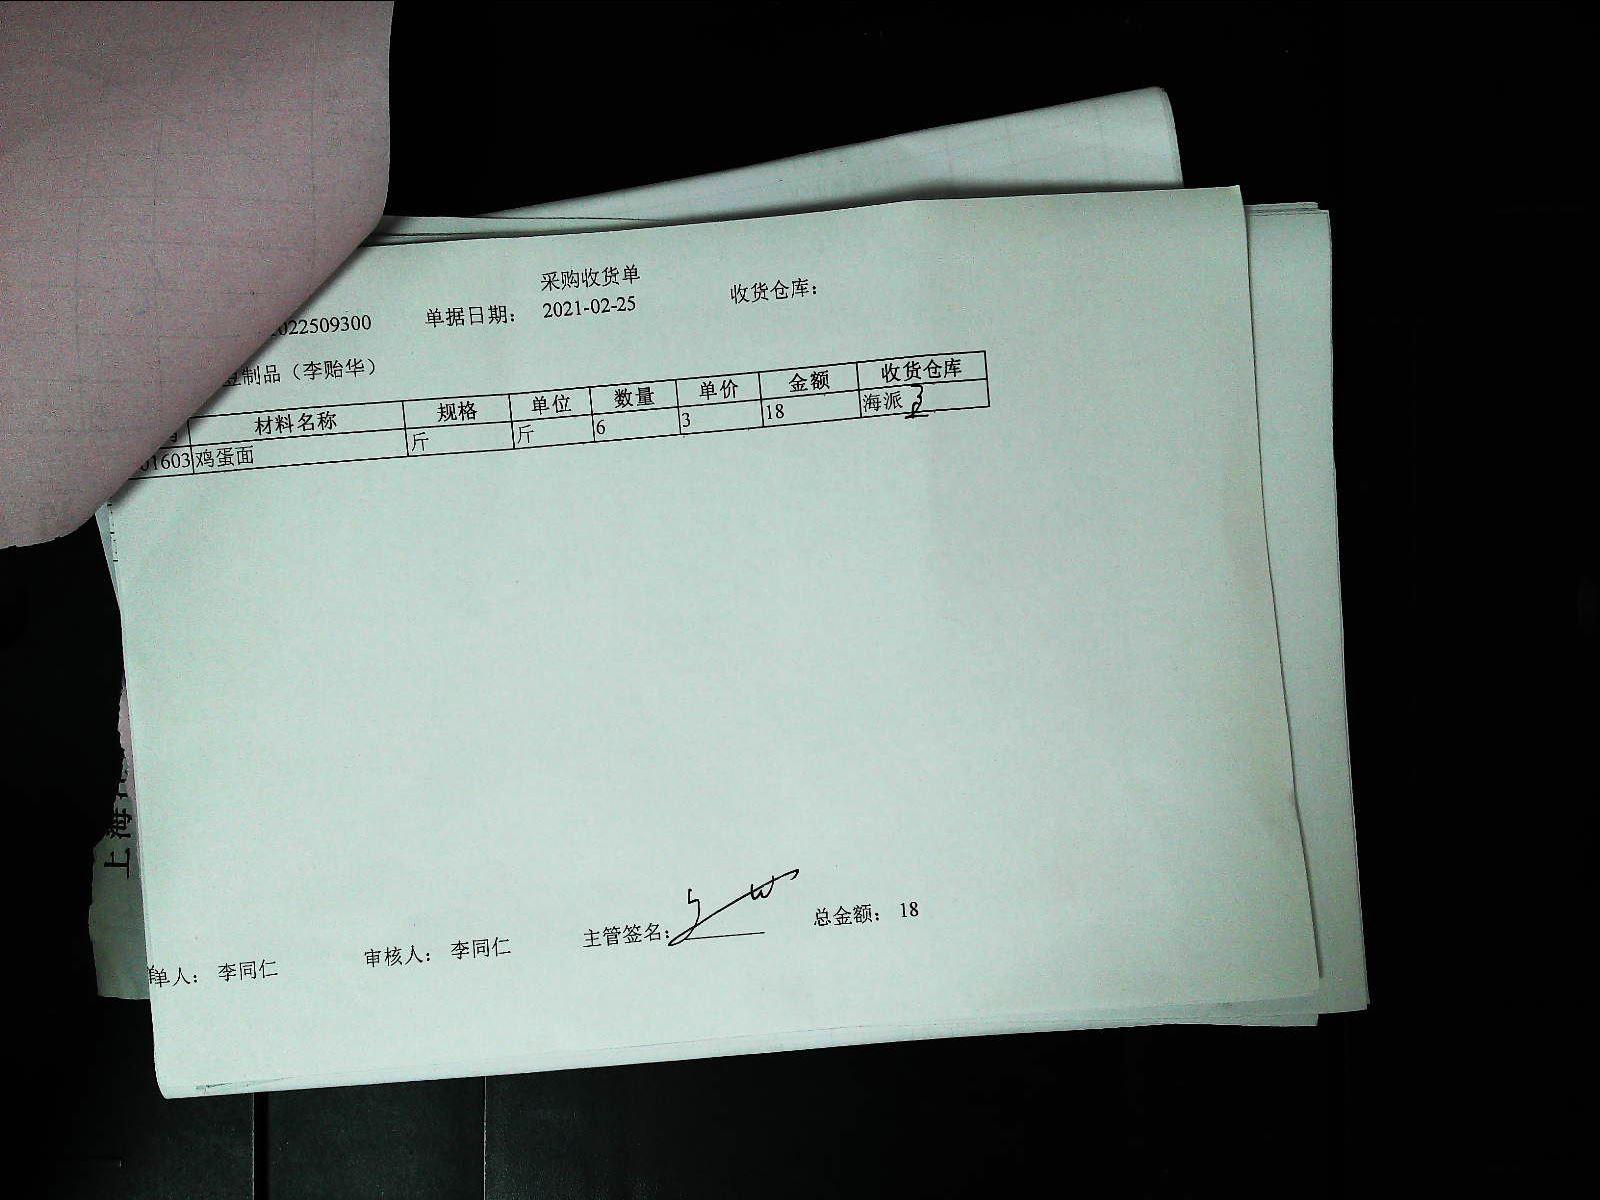 采购收货单
022509300 单据日期: 2021-02-25 收货仓库:
豆制品（李贻华）
材料名称 规格 单位 数量 单价 金额 收货仓库
01603 鸡蛋面 斤 斤 6 3 18 海派
单人: 李同仁 审核人: 李同仁 主管签名: 总金额: 18
上海